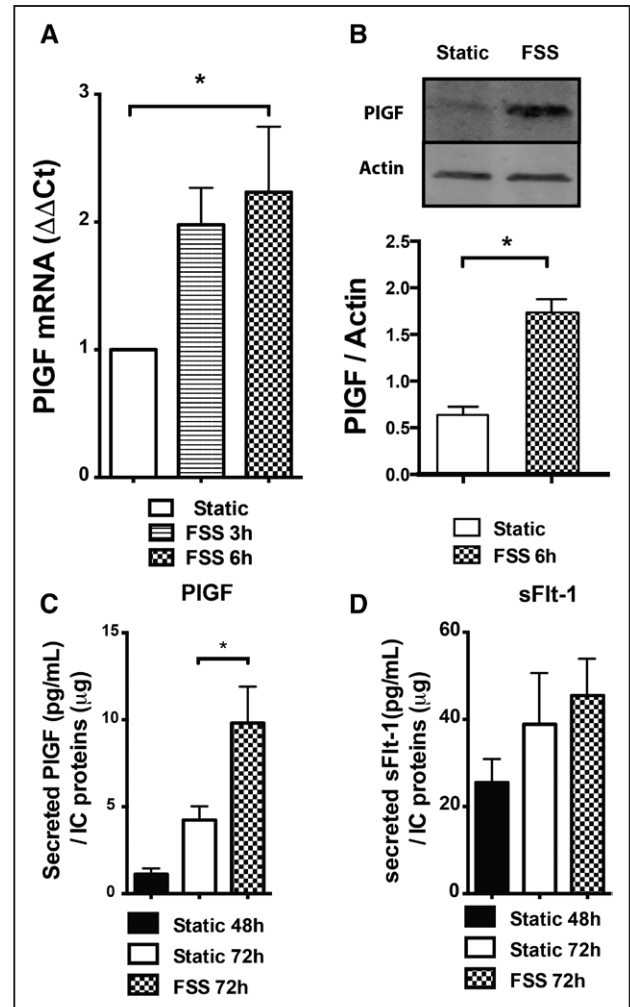 A
PlGF mRNA (ΔΔCt)
3
2
1
0
*
Static
FSS 3h
FSS 6h
B
Static FSS
PlGF
Actin
PlGF / Actin
2.5
2.0
1.5
1.0
0.5
0.0
*
Static
FSS 6h
C
PlGF
Secreted PlGF (pg/mL)
/ IC proteins (µg)
15
10
5
0
*
Static 48h
Static 72h
FSS 72h
D
sFlt-1
secreted sFlt-1(pg/mL)
/ IC proteins (µg)
60
40
20
0
Static 48h
Static 72h
FSS 72h